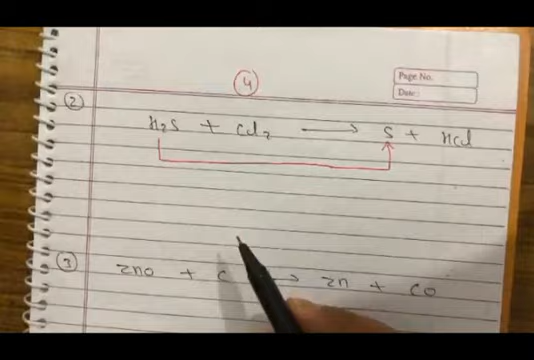 4
Page No.
Date:
2
H₂S + Cl₂ → S + HCl
3
ZnO + C → Zn + CO